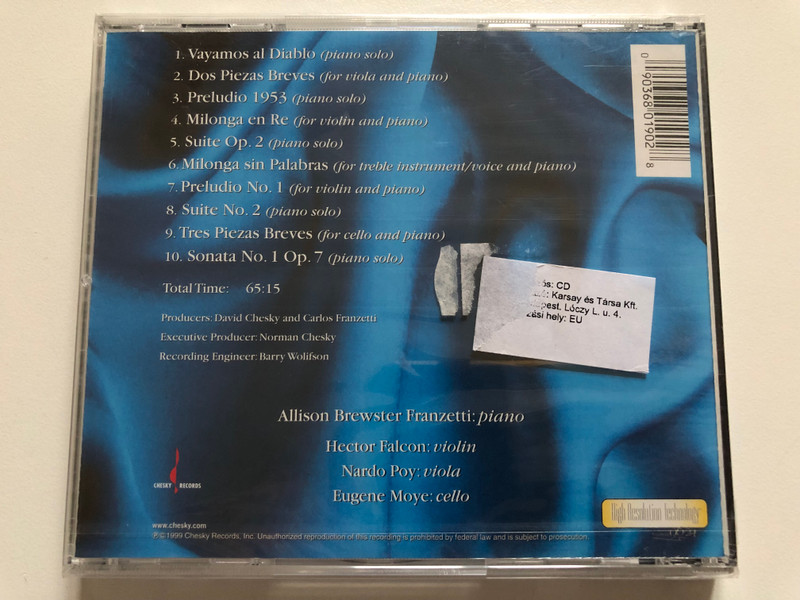 1. Vayamos al Diablo (piano solo)
2. Dos Piezas Breves (for viola and piano)
3. Preludio 1953 (piano solo)
4. Milonga en Re (for violin and piano)
5. Suite Op. 2 (piano solo)
6. Milonga sin Palabras (for treble instrument/voice and piano)
7. Preludio No. 1 (for violin and piano)
8. Suite No. 2 (piano solo)
9. Tres Piezas Breves (for cello and piano)
10. Sonata No. 1 Op. 7 (piano solo)
Total Time: 65:15
Producers: David Chesky and Carlos Franzetti
Executive Producer: Norman Chesky
Recording Engineer: Barry Wolifson
0 90368 01902 8
CD
Karsay és Társa Kft.
Lóczy L. u. 4.
hely: EU
Allison Brewster Franzetti: piano
Hector Falcon: violin
Nardo Poy: viola
Eugene Moye: cello
CHESKY RECORDS
High Resolution Technology
www.chesky.com
℗©1999 Chesky Records, Inc. Unauthorized reproduction of this recording is prohibited by federal law and is subject to prosecution.